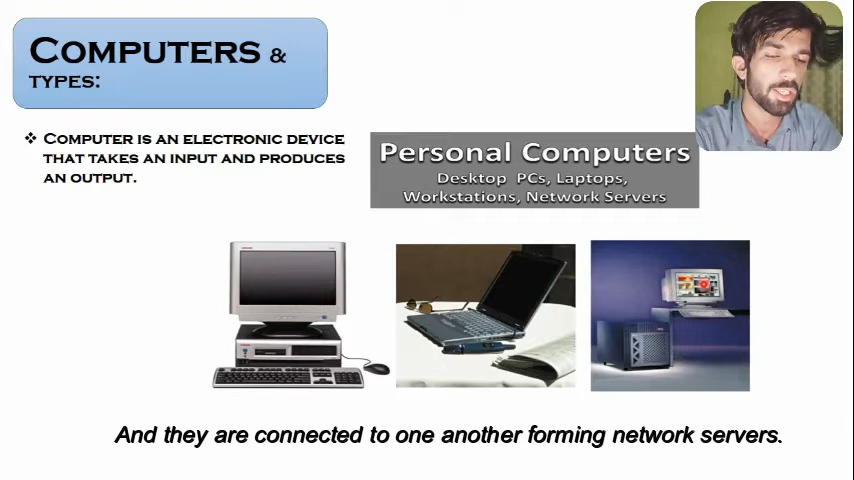 COMPUTERS &
TYPES:
❖ COMPUTER IS AN ELECTRONIC DEVICE
THAT TAKES AN INPUT AND PRODUCES
AN OUTPUT.
Personal Computers
Desktop PCs, Laptops,
Workstations, Network Servers
And they are connected to one another forming network servers.